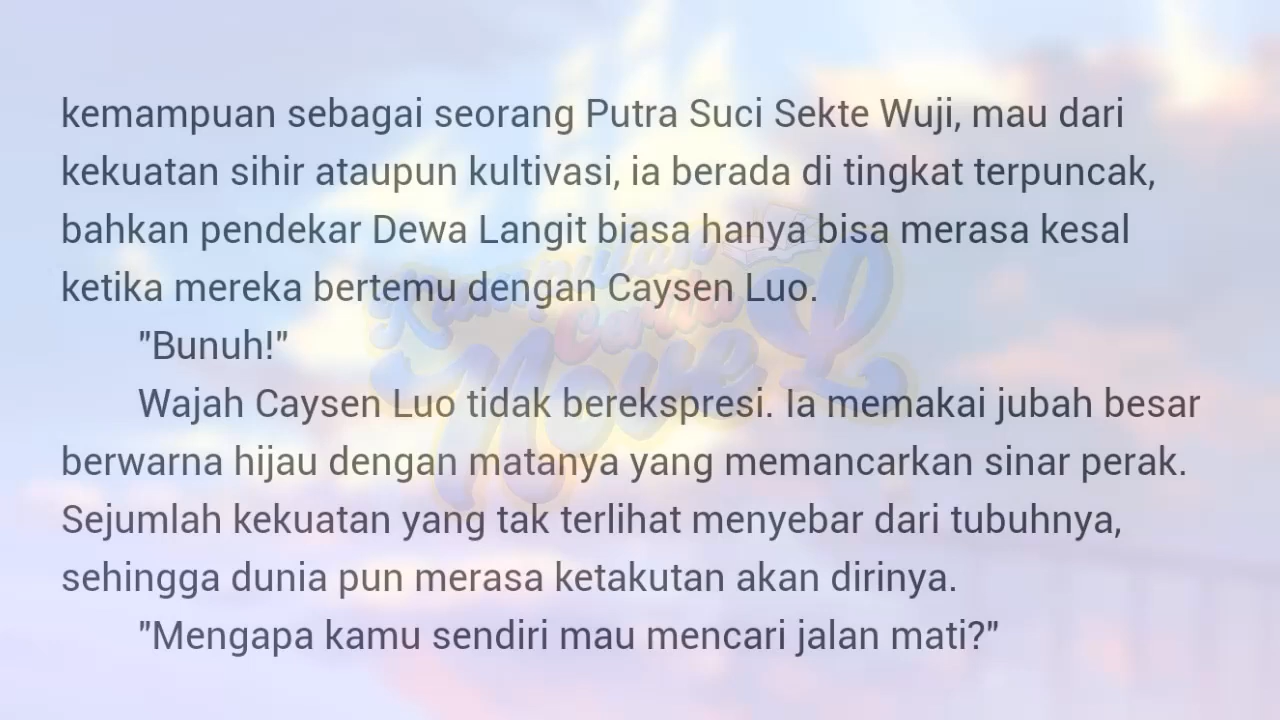 kemampuan sebagai seorang Putra Suci Sekte Wuji, mau dari
kekuatan sihir ataupun kultivasi, ia berada di tingkat terpuncak,
bahkan pendekar Dewa Langit biasa hanya bisa merasa kesal
ketika mereka bertemu dengan Caysen Luo.
"Bunuh!"
Wajah Caysen Luo tidak berekspresi. Ia memakai jubah besar
berwarna hijau dengan matanya yang memancarkan sinar perak.
Sejumlah kekuatan yang tak terlihat menyebar dari tubuhnya,
sehingga dunia pun merasa ketakutan akan dirinya.
"Mengapa kamu sendiri mau mencari jalan mati?"
Kumpulan
Cerita
Novel